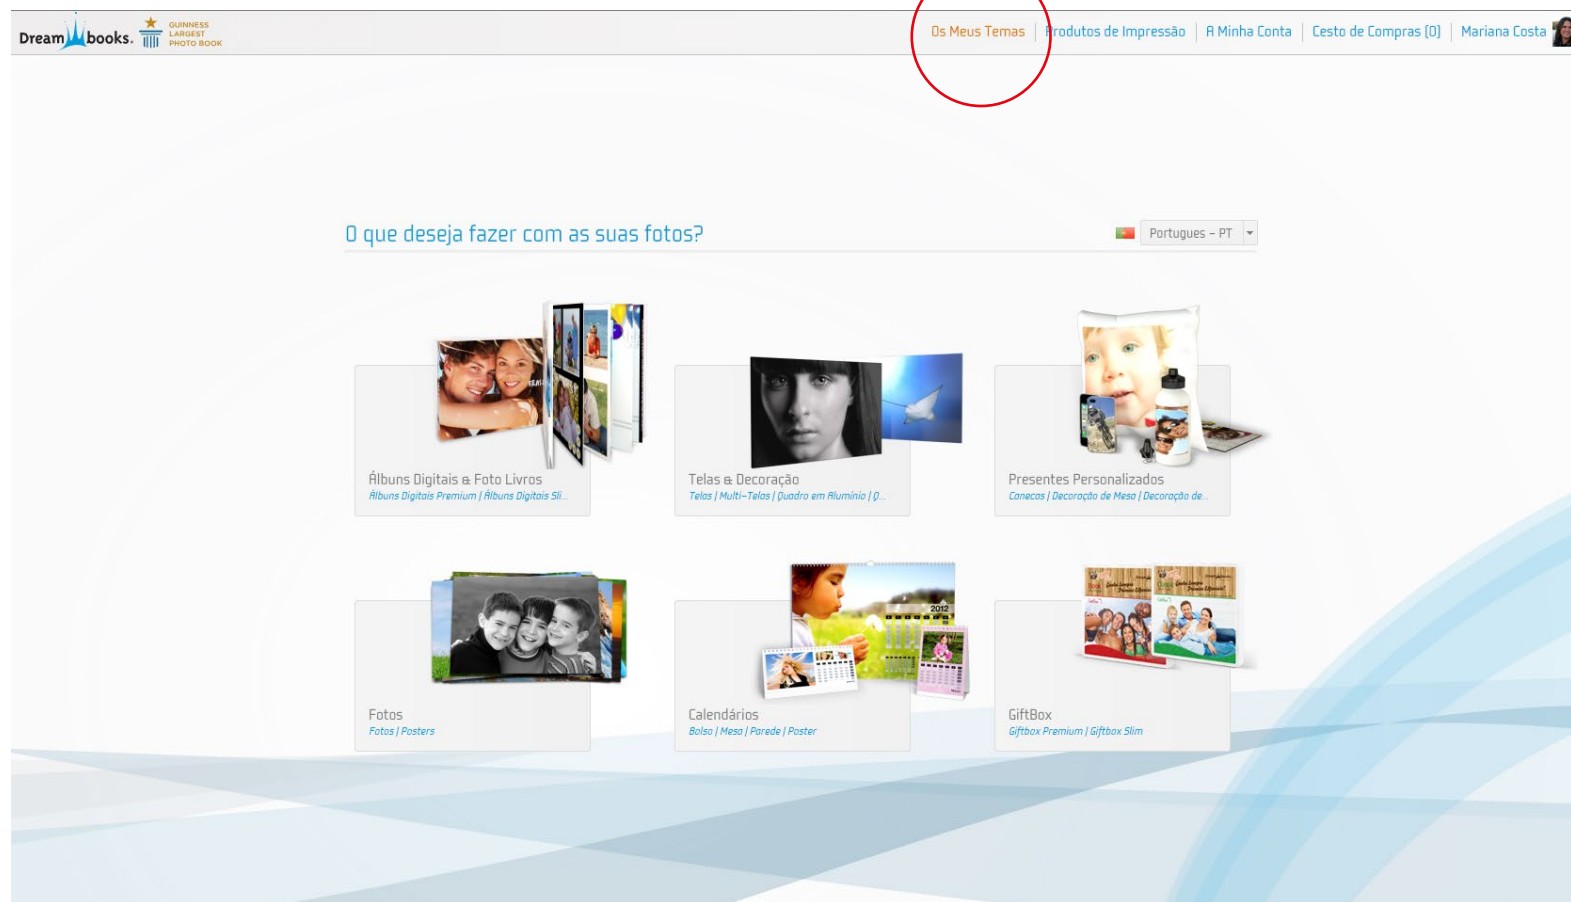 Dreambooks.
GUINNESS
LARGEST
PHOTO BOOK
Os Meus Temas | Produtos de Impressão | A Minha Conta | Cesto de Compras (0) | Mariana Costa
O que deseja fazer com as suas fotos?
Portugues - PT
Álbuns Digitais & Foto Livros
Álbuns Digitais Premium | Álbuns Digitais Sli...
Telas & Decoração
Telas | Multi-Telas | Quadro em Alumínio | Q...
Presentes Personalizados
Canecas | Decoração de Mesa | Decoração de...
2012
Fotos
Fotos | Posters
Calendários
Bolso | Mesa | Parede | Poster
GiftBox
Giftbox Premium | Giftbox Slim